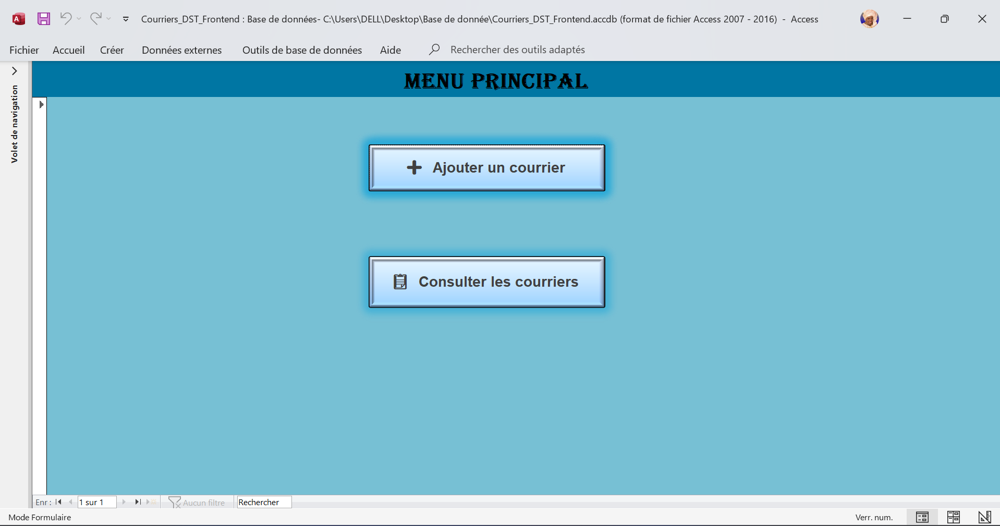 Courriers_DST_Frontend : Base de données- C:\Users\DELL\Desktop\Base de donnée\Courriers_DST_Frontend.accdb (format de fichier Access 2007 - 2016) - Access
Fichier Accueil Créer Données externes Outils de base de données Aide Rechercher des outils adaptés
Volet de navigation
MENU PRINCIPAL
Ajouter un courrier
Consulter les courriers
Enr : 1 sur 1 Aucun filtre Rechercher
Mode Formulaire Verr. num.